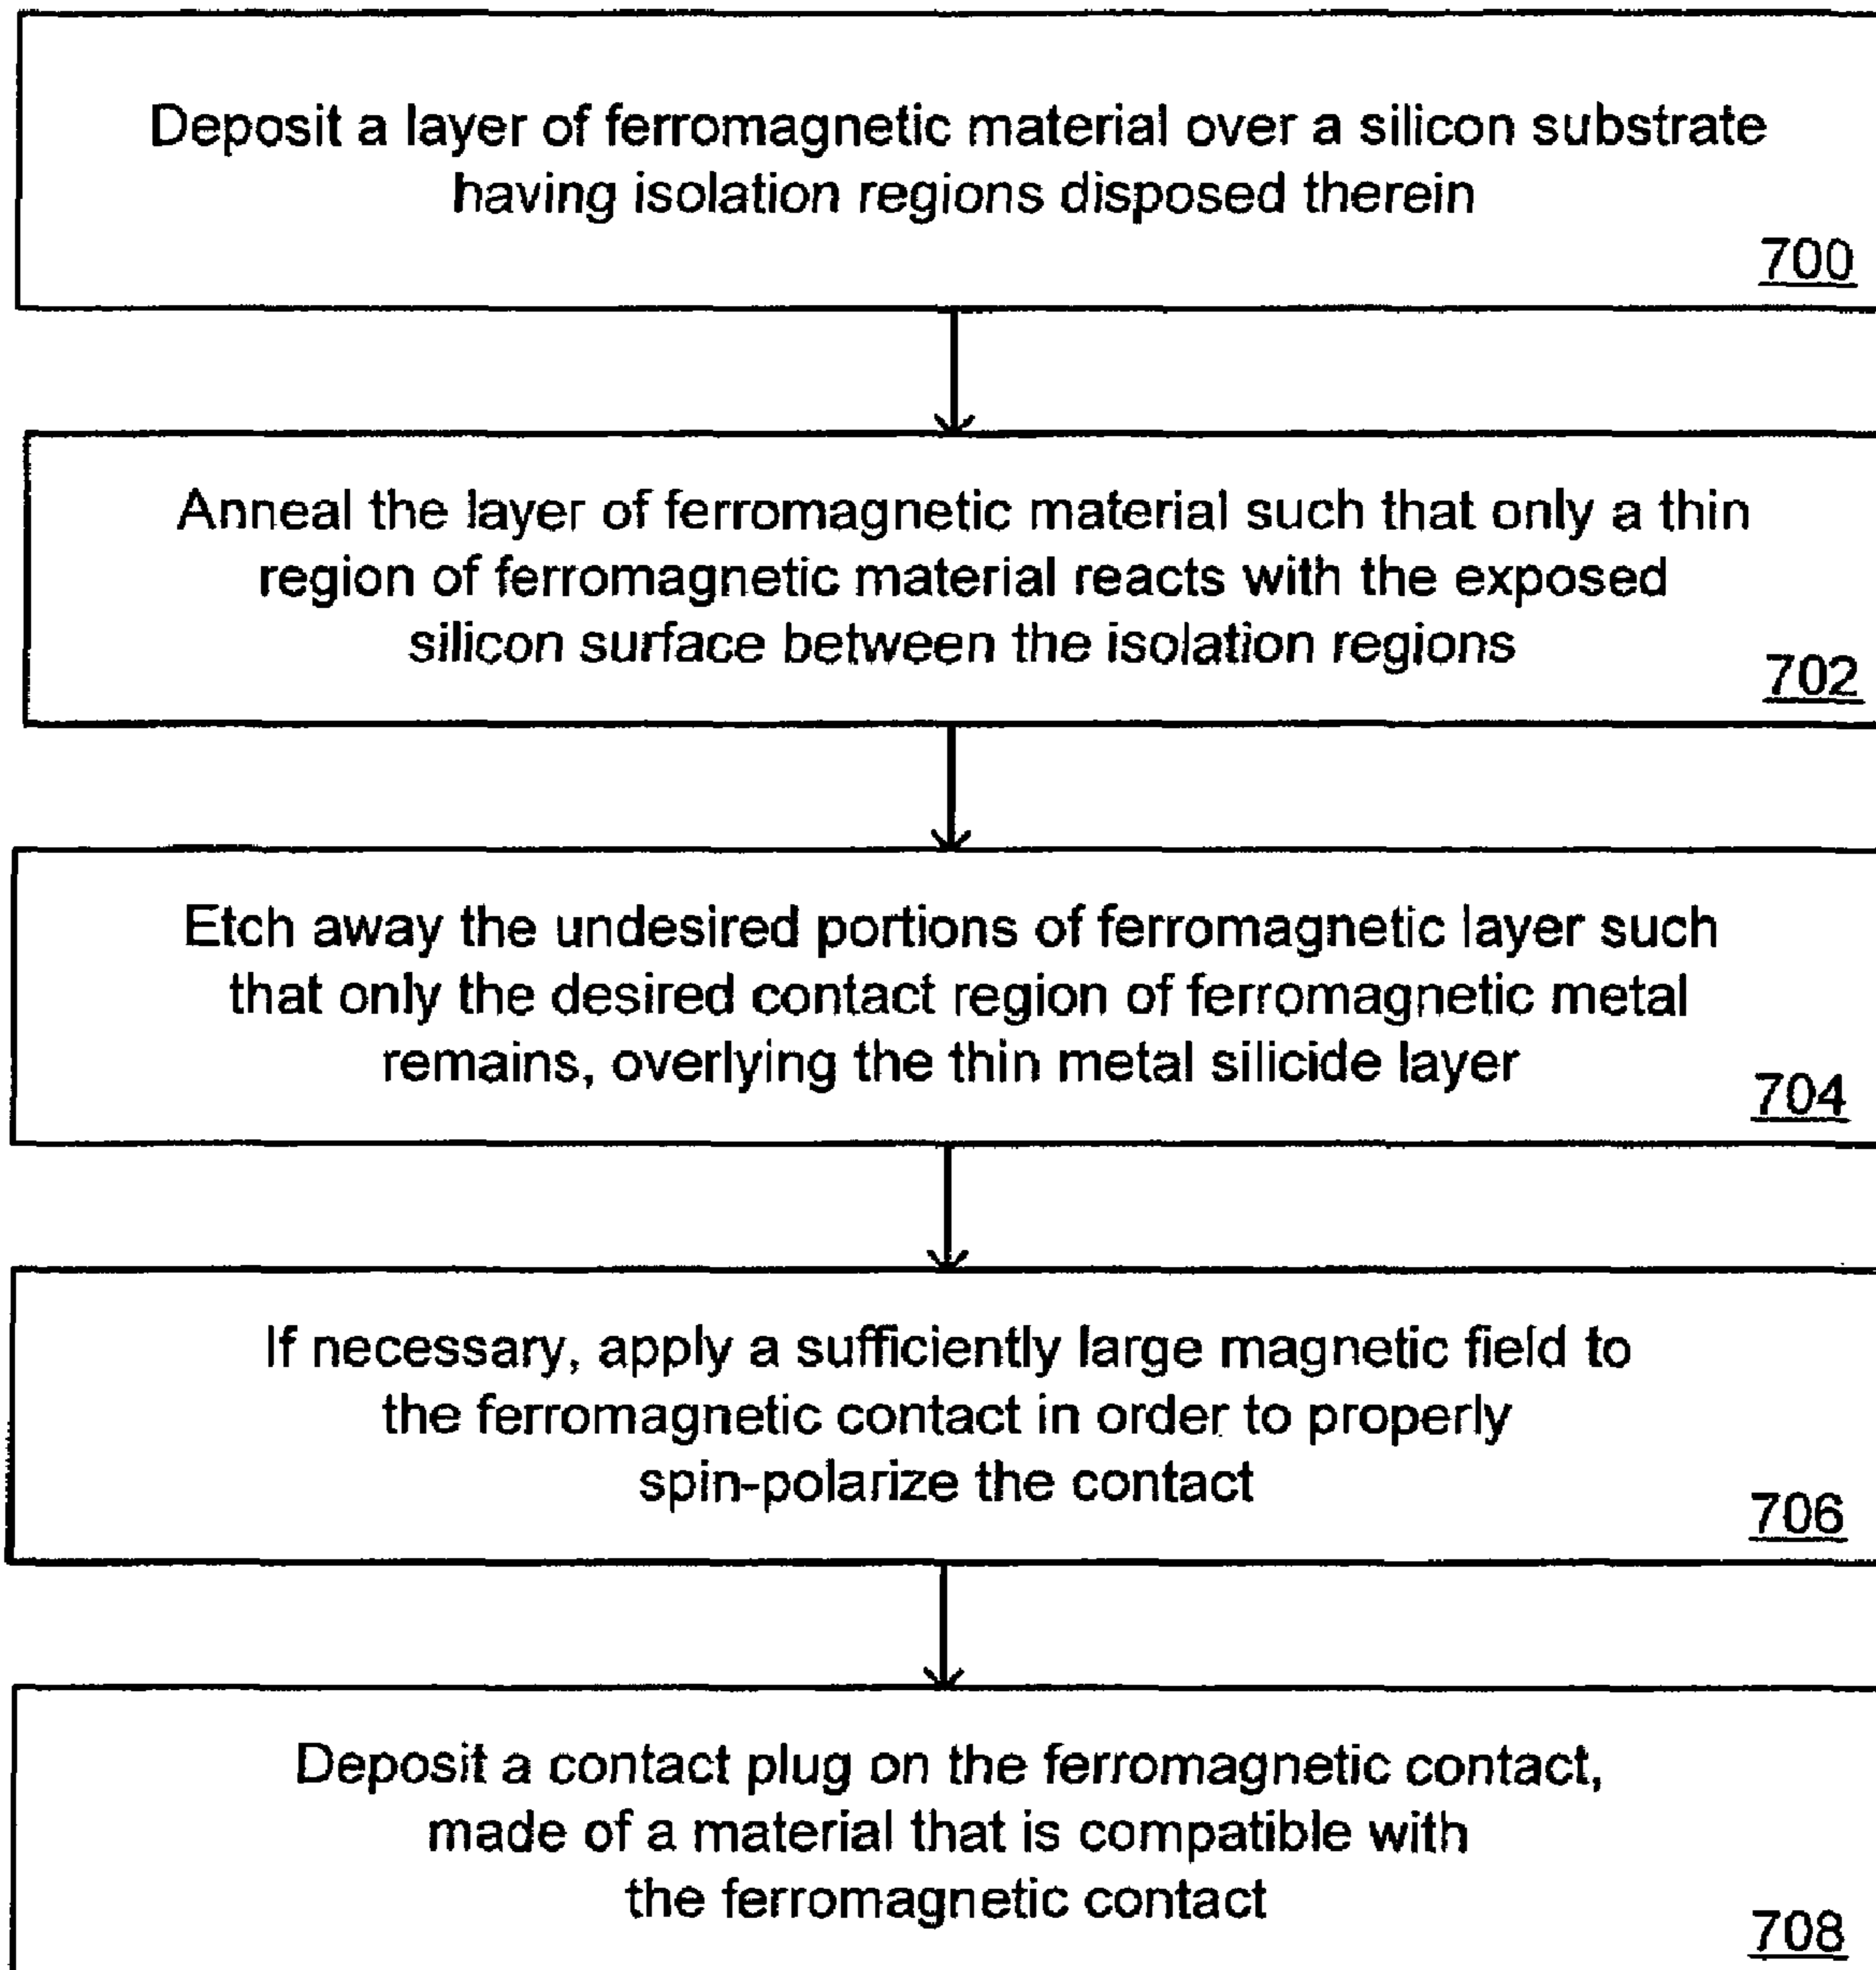 Deposit a layer of ferromagnetic material over a silicon substrate
having isolation regions disposed therein
700
Anneal the layer of ferromagnetic material such that only a thin
region of ferromagnetic material reacts with the exposed
silicon surface between the isolation regions
702
Etch away the undesired portions of ferromagnetic layer such
that only the desired contact region of ferromagnetic metal
remains, overlying the thin metal silicide layer
704
If necessary, apply a sufficiently large magnetic field to
the ferromagnetic contact in order to properly
spin-polarize the contact
706
Deposit a contact plug on the ferromagnetic contact,
made of a material that is compatible with
the ferromagnetic contact
708